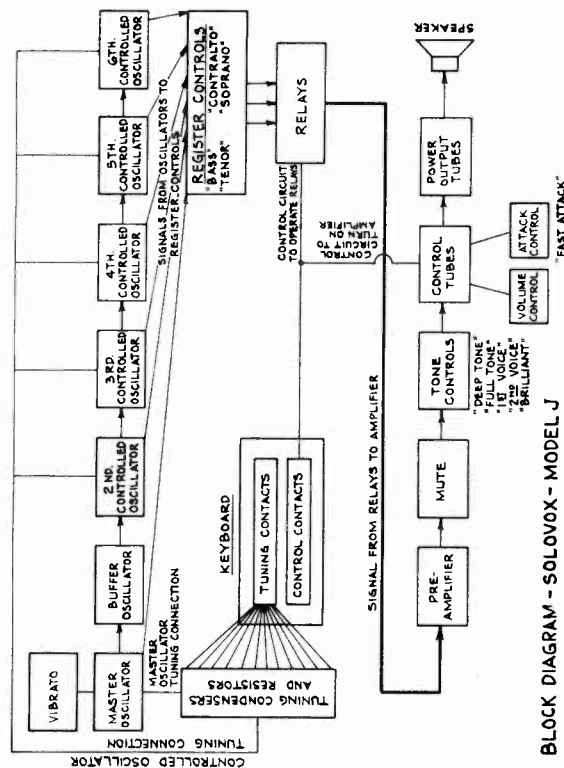 VIBRATO
MASTER
OSCILLATOR
BUFFER
OSCILLATOR
2ND.
CONTROLLED
OSCILLATOR
3RD.
CONTROLLED
OSCILLATOR
4TH.
CONTROLLED
OSCILLATOR
5TH.
CONTROLLED
OSCILLATOR
6TH.
CONTROLLED
OSCILLATOR
CONTROLLED OSCILLATOR
TUNING CONNECTION
MASTER
OSCILLATOR
TUNING CONNECTION
SIGNALS FROM OSCILLATORS TO
REGISTER CONTROLS
REGISTER CONTROLS
"BASS" "CONTRALTO"
"TENOR" "SOPRANO"
TUNING CONDENSERS
AND RESISTORS
KEYBOARD
TUNING CONTACTS
CONTROL CONTACTS
CONTROL CIRCUIT
TO OPERATE RELAYS
RELAYS
CONTROL
CIRCUIT TO
TURN ON
AMPLIFIER
SIGNAL FROM RELAYS TO AMPLIFIER
PRE-
AMPLIFIER
MUTE
TONE
CONTROLS
"DEEP TONE"
"FULL TONE"
"1ST VOICE"
"2ND VOICE"
"BRILLIANT"
CONTROL
TUBES
VOLUME
CONTROL
ATTACK
CONTROL
"FAST ATTACK"
POWER
OUTPUT
TUBES
SPEAKER
BLOCK DIAGRAM - SOLOVOX - MODEL J